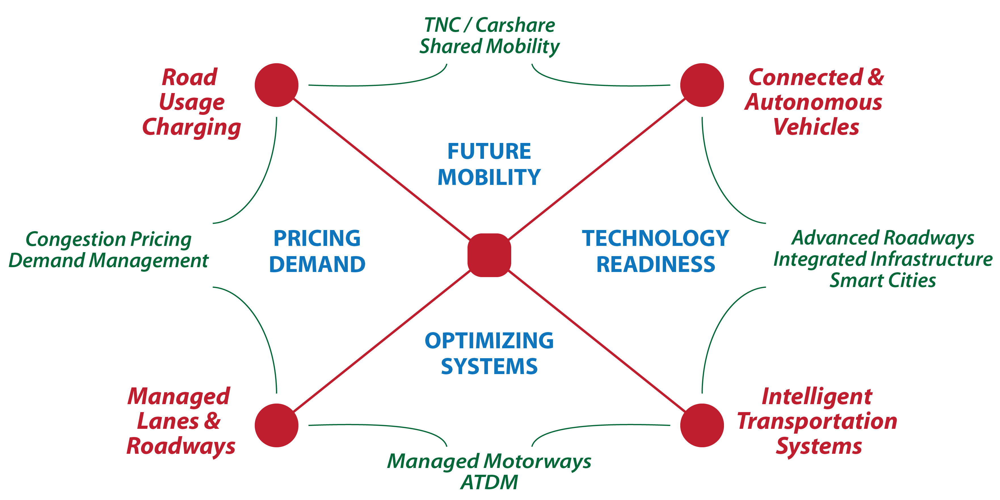 TNC / Carshare
Shared Mobility
Road
Usage
Charging
Connected &
Autonomous
Vehicles
FUTURE
MOBILITY
Congestion Pricing
Demand Management
PRICING
DEMAND
TECHNOLOGY
READINESS
Advanced Roadways
Integrated Infrastructure
Smart Cities
OPTIMIZING
SYSTEMS
Managed
Lanes &
Roadways
Intelligent
Transportation
Systems
Managed Motorways
ATDM